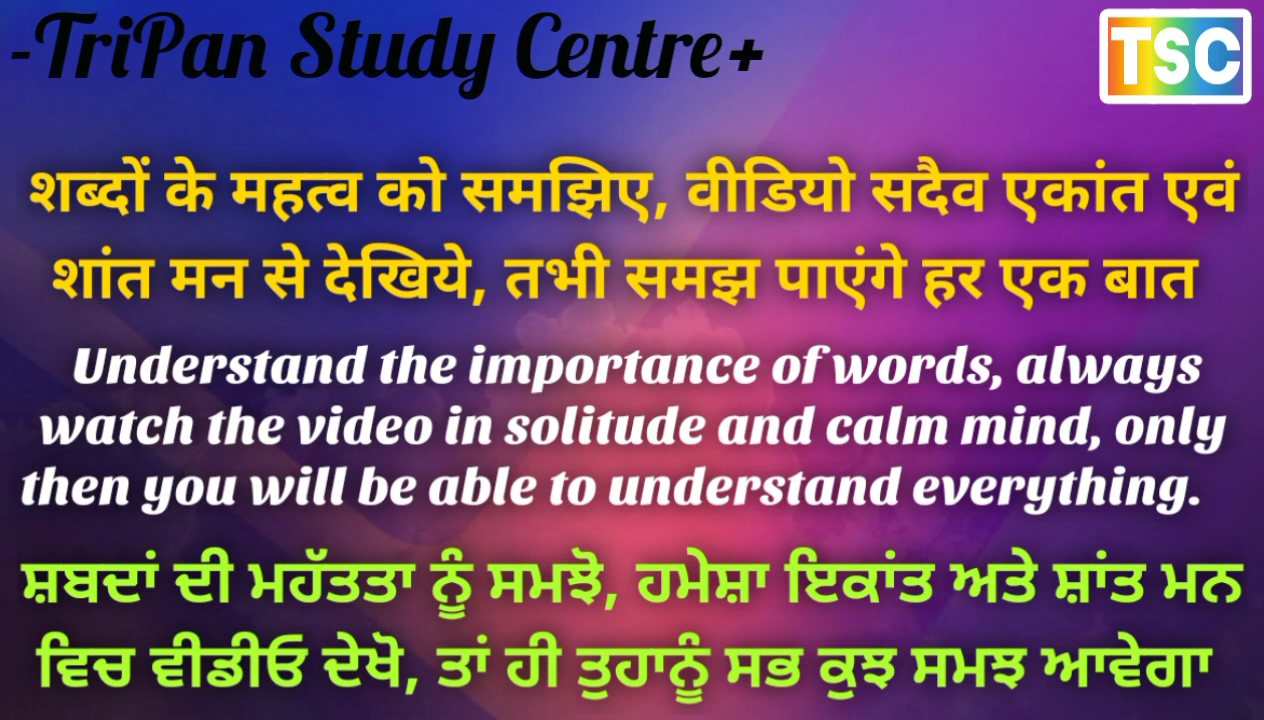 -TriPan Study Centre+
TSC
शब्दों के महत्व को समझिए, वीडियो सदैव एकांत एवं
शांत मन से देखिये, तभी समझ पाएंगे हर एक बात
Understand the importance of words, always
watch the video in solitude and calm mind, only
then you will be able to understand everything.
ਸ਼ਬਦਾਂ ਦੀ ਮਹੱਤਤਾ ਨੂੰ ਸਮਝੋ, ਹਮੇਸ਼ਾ ਇਕਾਂਤ ਅਤੇ ਸ਼ਾਂਤ ਮਨ
ਵਿਚ ਵੀਡੀਓ ਦੇਖੋ, ਤਾਂ ਹੀ ਤੁਹਾਨੂੰ ਸਭ ਕੁਝ ਸਮਝ ਆਵੇਗਾ